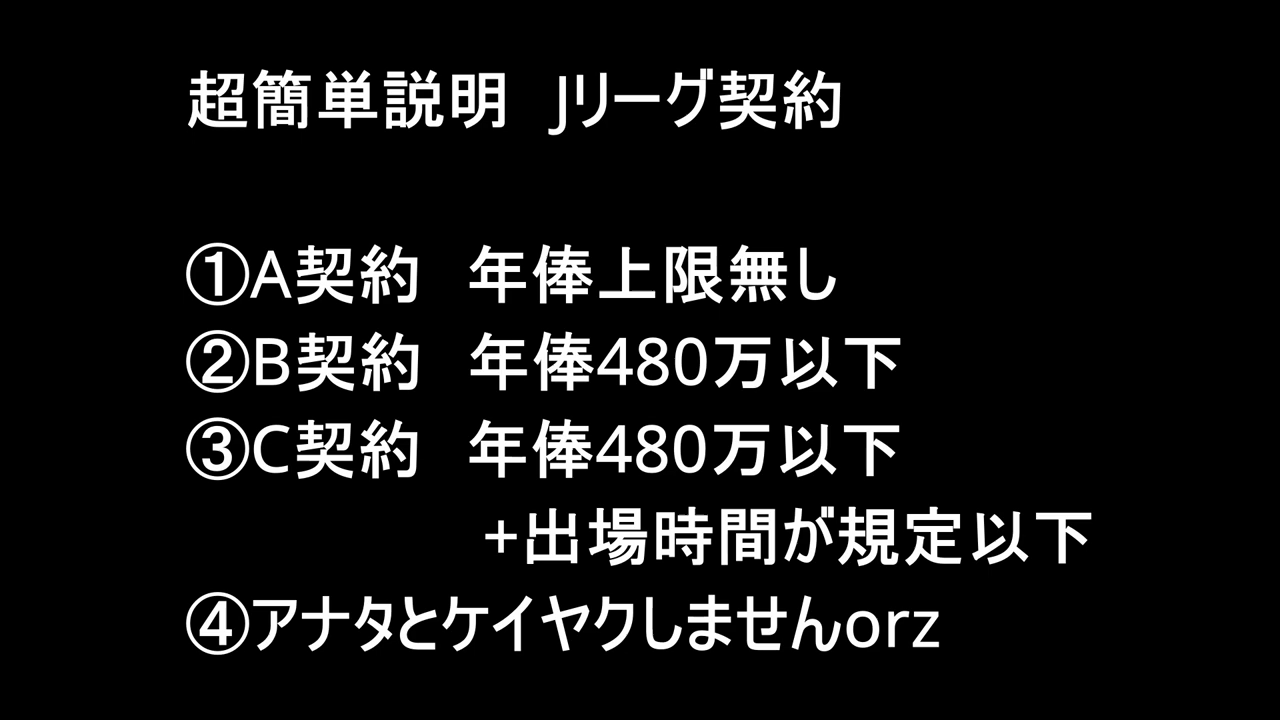 超簡単説明　Jリーグ契約
①A契約　年俸上限無し
②B契約　年俸480万以下
③C契約　年俸480万以下
+出場時間が規定以下
④アナタとケイヤクしませんorz